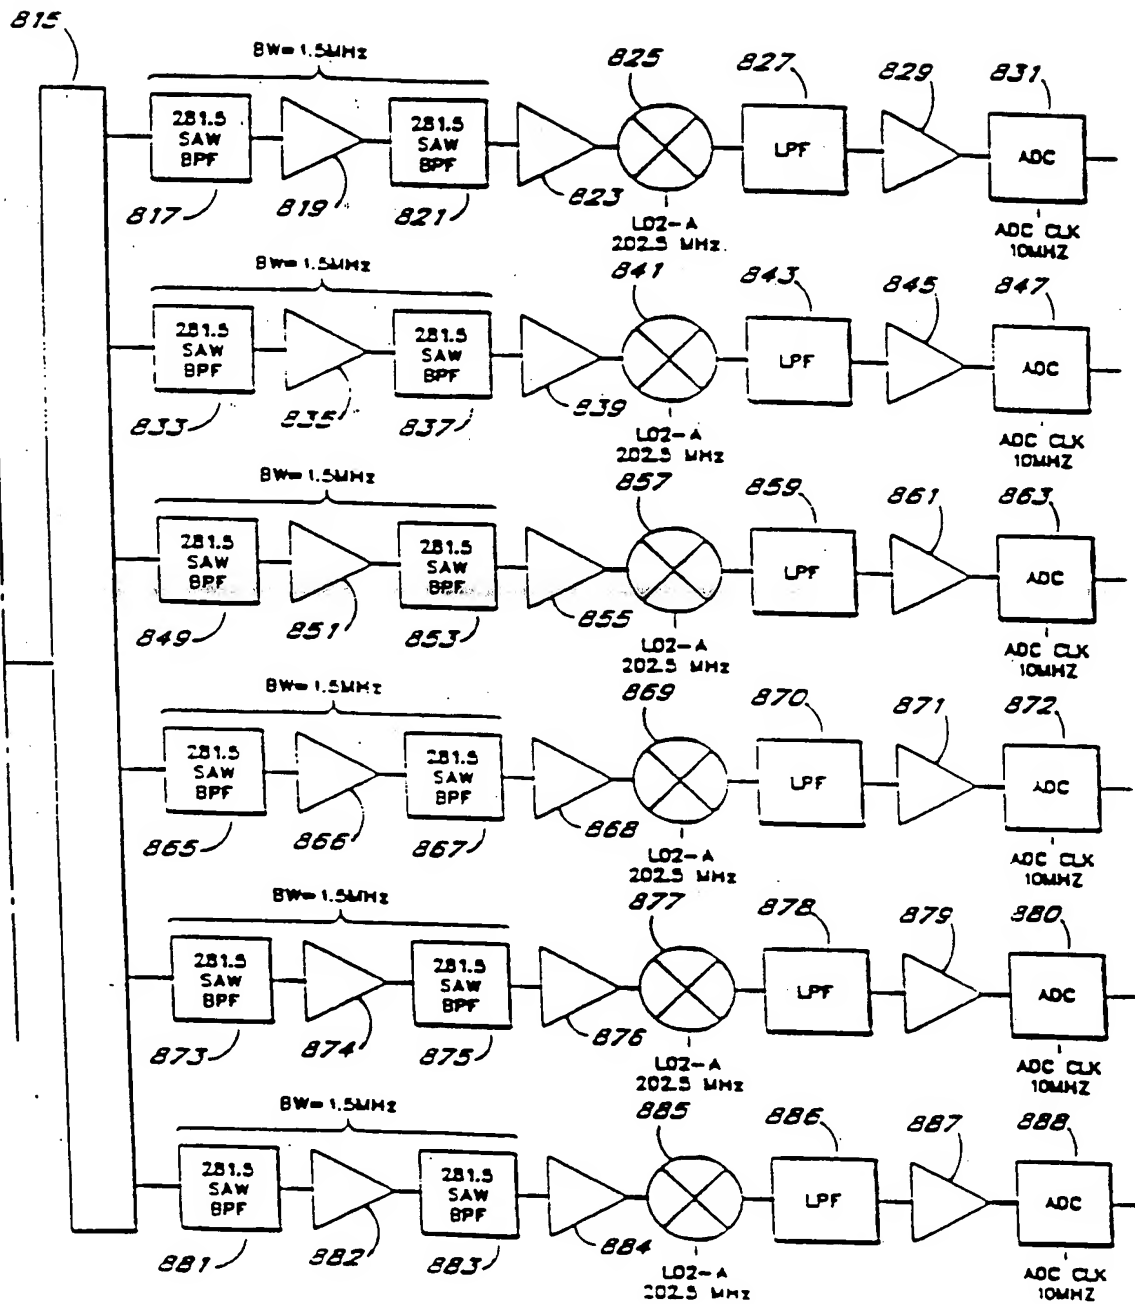 815
BW=1.5MHz
825
827
829
831
281.5
SAW
BPF
281.5
SAW
BPF
LPF
ADC
817
819
821
823
LO2-A
202.5 MHz.
ADC CLK
10MHZ
BW=1.5MHz
841
843
845
847
281.5
SAW
BPF
281.5
SAW
BPF
LPF
ADC
833
835
837
839
LO2-A
202.5 MHz
ADC CLK
10MHZ
BW=1.5MHz
857
859
861
863
281.5
SAW
BPF
281.5
SAW
BPF
LPF
ADC
849
851
853
855
LO2-A
202.5 MHz
ADC CLK
10MHZ
BW=1.5MHz
869
870
871
872
281.5
SAW
BPF
281.5
SAW
BPF
LPF
ADC
865
866
867
868
LO2-A
202.5 MHz
ADC CLK
10MHZ
BW=1.5MHz
877
878
879
880
281.5
SAW
BPF
281.5
SAW
BPF
LPF
ADC
873
874
875
876
LO2-A
202.5 MHz
ADC CLK
10MHZ
BW=1.5MHz
885
886
887
888
281.5
SAW
BPF
281.5
SAW
BPF
LPF
ADC
881
882
883
884
LO2-A
202.5 MHz
ADC CLK
10MHZ